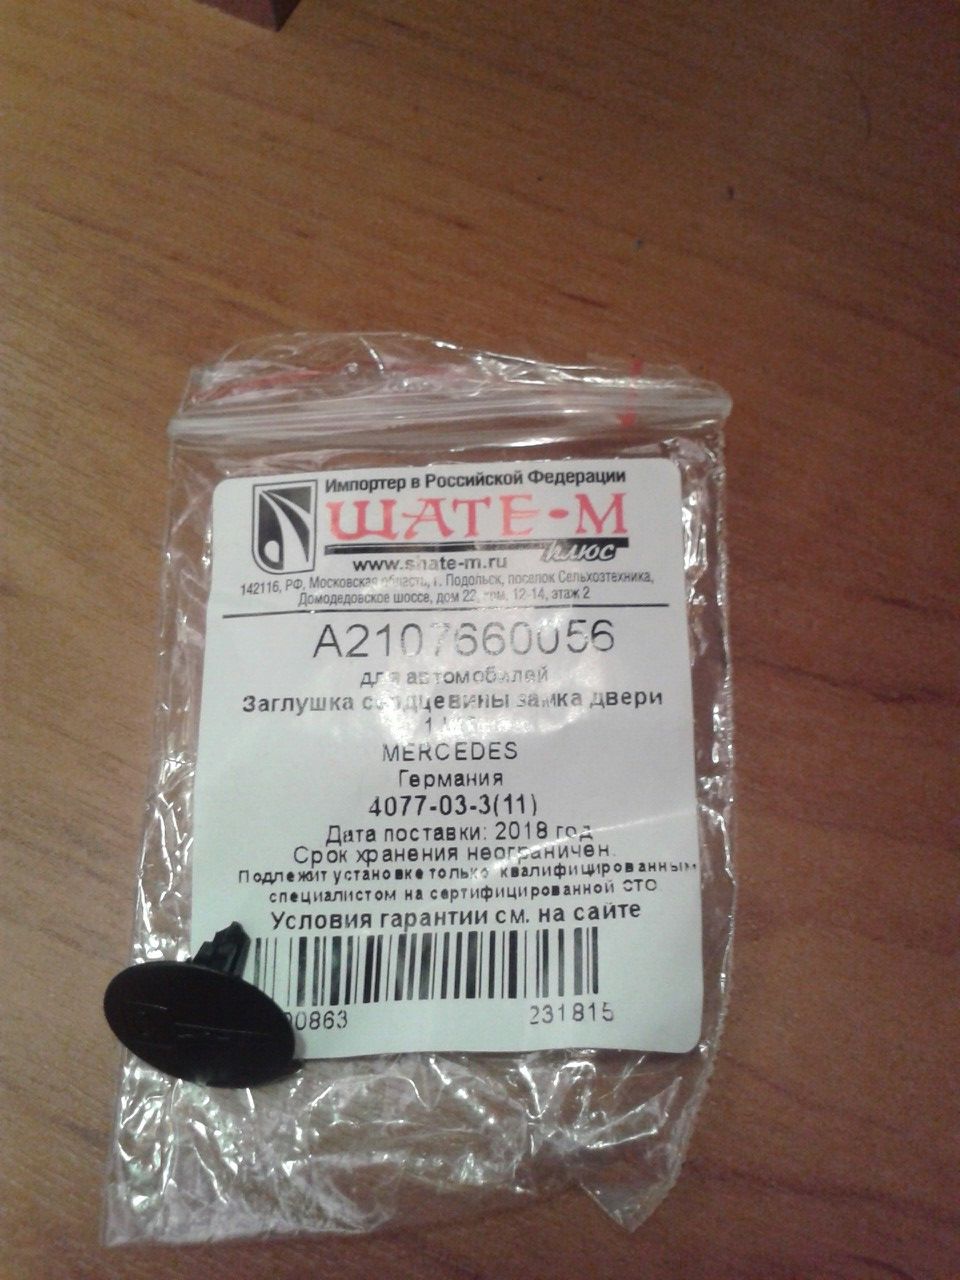 Импортер в Российской Федерации
ШАТЕ-М
плюс
www.shate-m.ru
142116, РФ, Московская область, г. Подольск, поселок Сельхозтехника,
Домодедовское шоссе, дом 22, 12-14, этаж 2
A2107660056
для автомобилей
Заглушка сердцевины замка двери
1
MERCEDES
Германия
4077-03-3(11)
Дата поставки: 2018 год
Срок хранения неограничен.
Подлежит установке только квалифицированным
специалистом на сертифицированной СТО
Условия гарантии см. на сайте
00863 231815